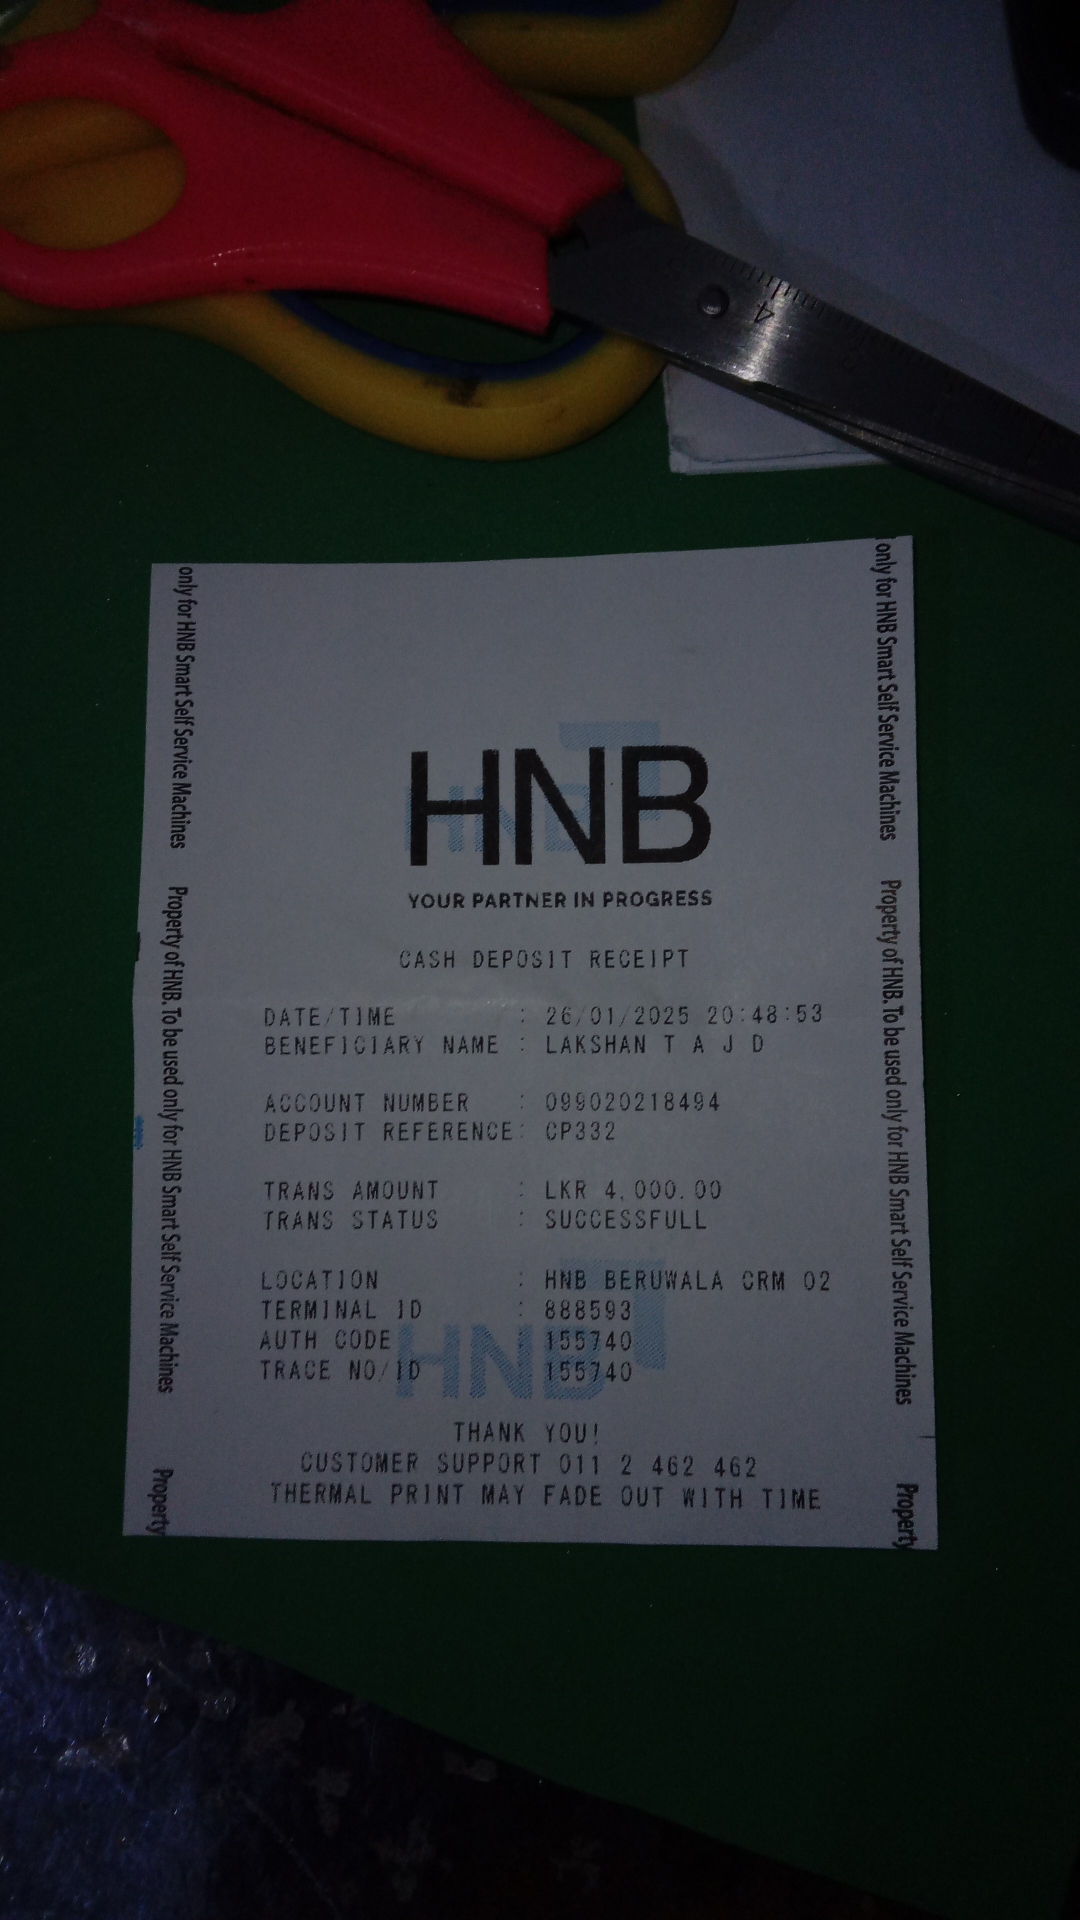 4
only for HNB Smart Self Service Machines
Property of HNB. To be used only for HNB Smart Self Service Machines
Property
only for HNB Smart Self Service Machines
Property of HNB. To be used only for HNB Smart Self Service Machines
Property
HNB
HNB
YOUR PARTNER IN PROGRESS
CASH DEPOSIT RECEIPT
DATE/TIME : 26/01/2025 20:48:53
BENEFICIARY NAME : LAKSHAN T A J D
ACCOUNT NUMBER : 099020218494
DEPOSIT REFERENCE: CP332
TRANS AMOUNT : LKR 4,000.00
TRANS STATUS : SUCCESSFULL
LOCATION : HNB BERUWALA CRM 02
TERMINAL ID : 888593
AUTH CODE : 155740
TRACE NO/ID : 155740
HNB
THANK YOU!
CUSTOMER SUPPORT 011 2 462 462
THERMAL PRINT MAY FADE OUT WITH TIME